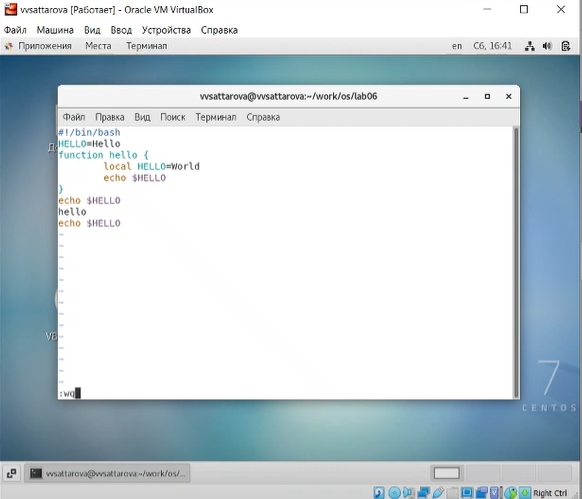 vvsattarova [Работает] - Oracle VM VirtualBox
Файл Машина Вид Ввод Устройства Справка
Приложения Места Терминал en Сб, 16:41
vvsattarova@vvsattarova:~/work/os/lab06
Файл Правка Вид Поиск Терминал Справка
#!/bin/bash
HELLO=Hello
function hello {
local HELLO=World
echo $HELLO
}
echo $HELLO
hello
echo $HELLO
~
~
~
~
~
~
~
~
~
~
~
~
~
~
:wq
7
CENTOS
vvsattarova@vvsattarova:~/work/os/...
Right Ctrl